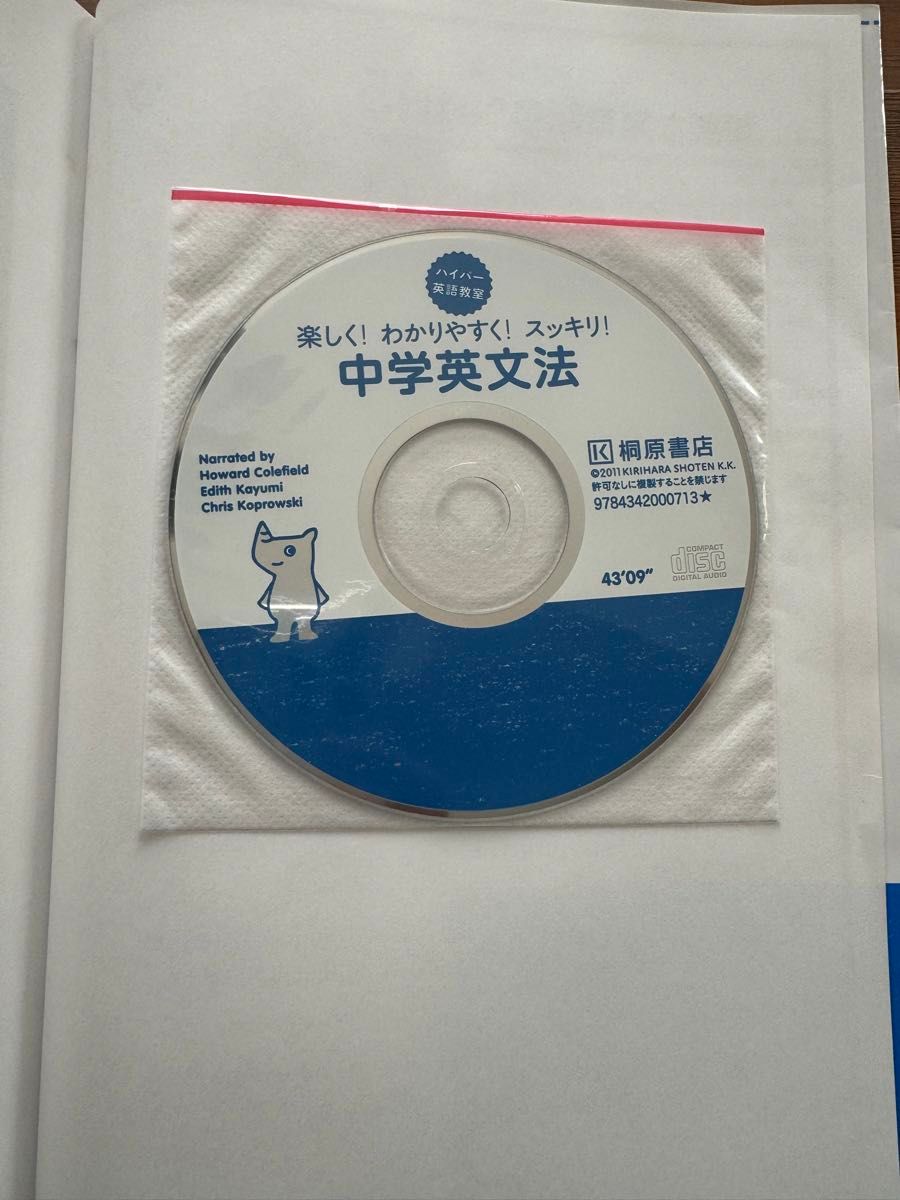 ハイパー
英語教室
楽しく! わかりやすく! スッキリ!
中学英文法
Narrated by
Howard Colefield
Edith Kayumi
Chris Koprowski
K 桐原書店
©2011 KIRIHARA SHOTEN K.K.
許可なしに複製することを禁じます
9784342000713★
43'09"
COMPACT
disc
DIGITAL AUDIO